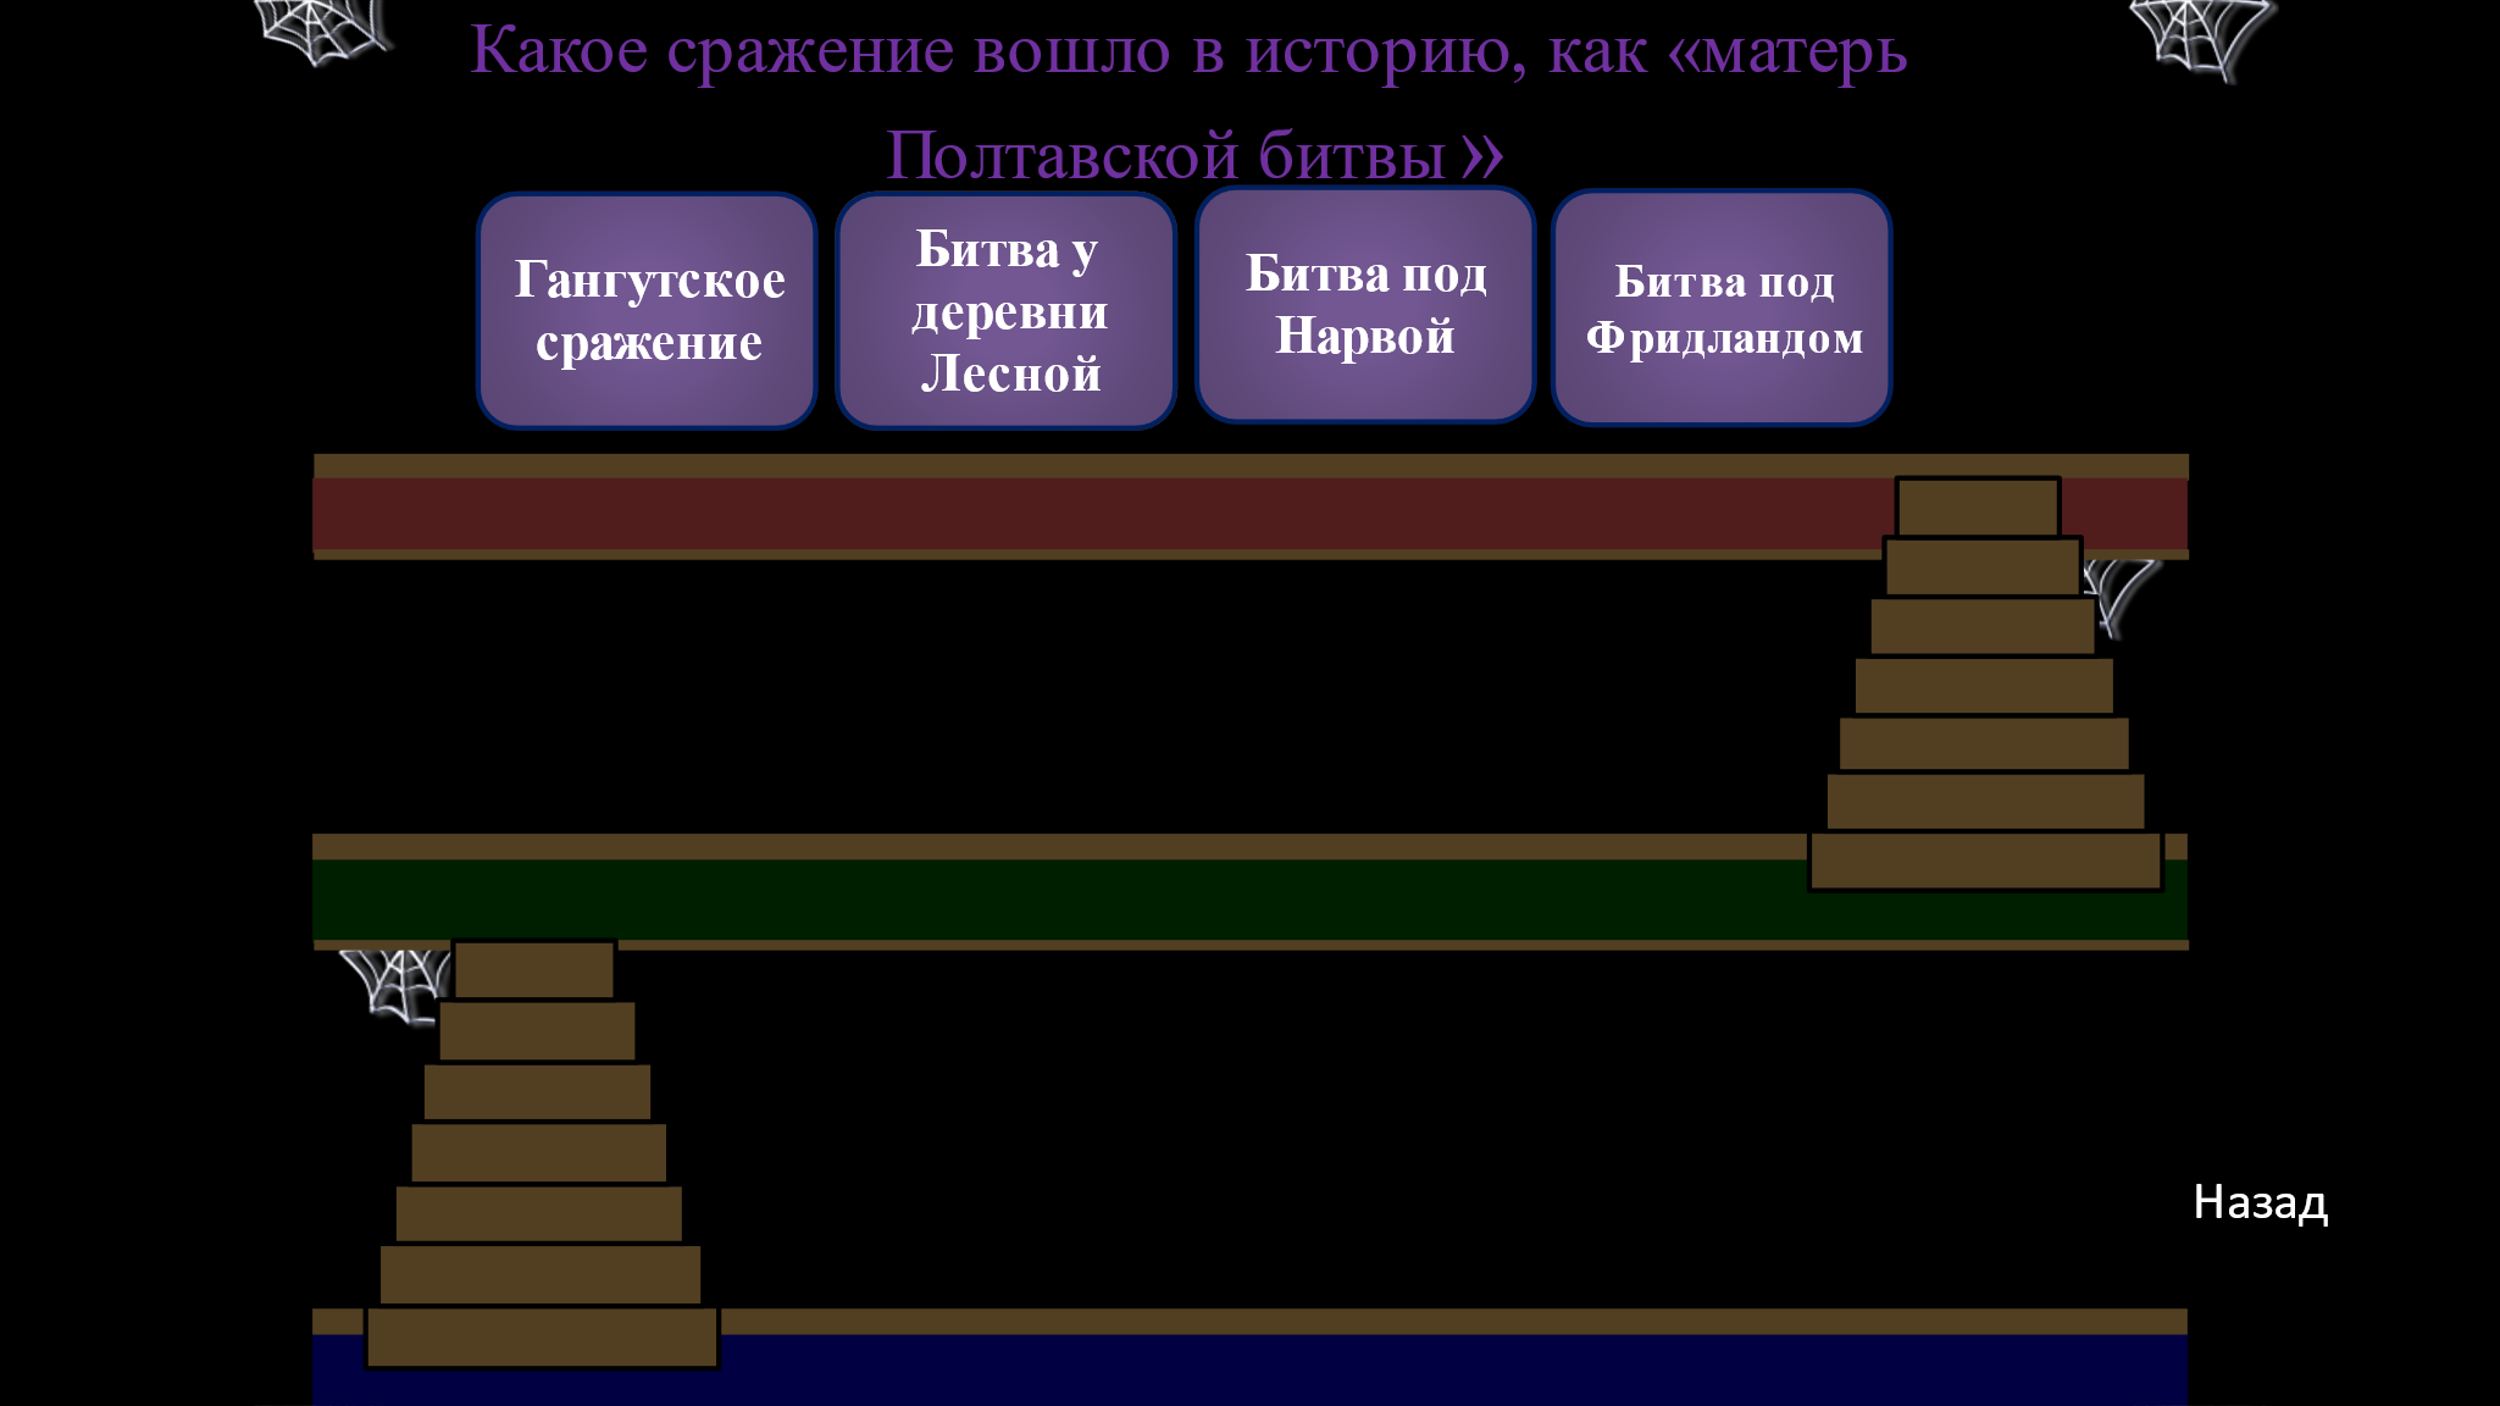 Какое сражение вошло в историю, как «матерь
Полтавской битвы»
Гангутское
сражение
Битва у
деревни
Лесной
Битва под
Нарвой
Битва под
Фридландом
Назад